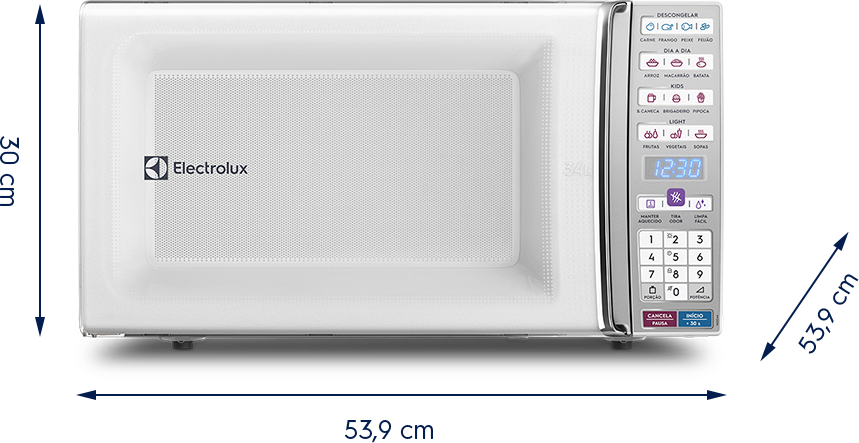 DESCONGELAR
CARNE FRANGO PEIXE FEIJÃO
DIA A DIA
ARROZ MACARRÃO BATATA
KIDS
B.CANECA BRIGADEIRO PIPOCA
LIGHT
FRUTAS VEGETAIS SOPAS
34L
12:30
Electrolux
MANTER AQUECIDO
TIRA ODOR
LIMPA FÁCIL
1 2 3
4 5 6
7 8 9
0
PORÇÃO POTÊNCIA
CANCELA INÍCIO
PAUSA + 30 s
30 cm
53,9 cm
53,9 cm